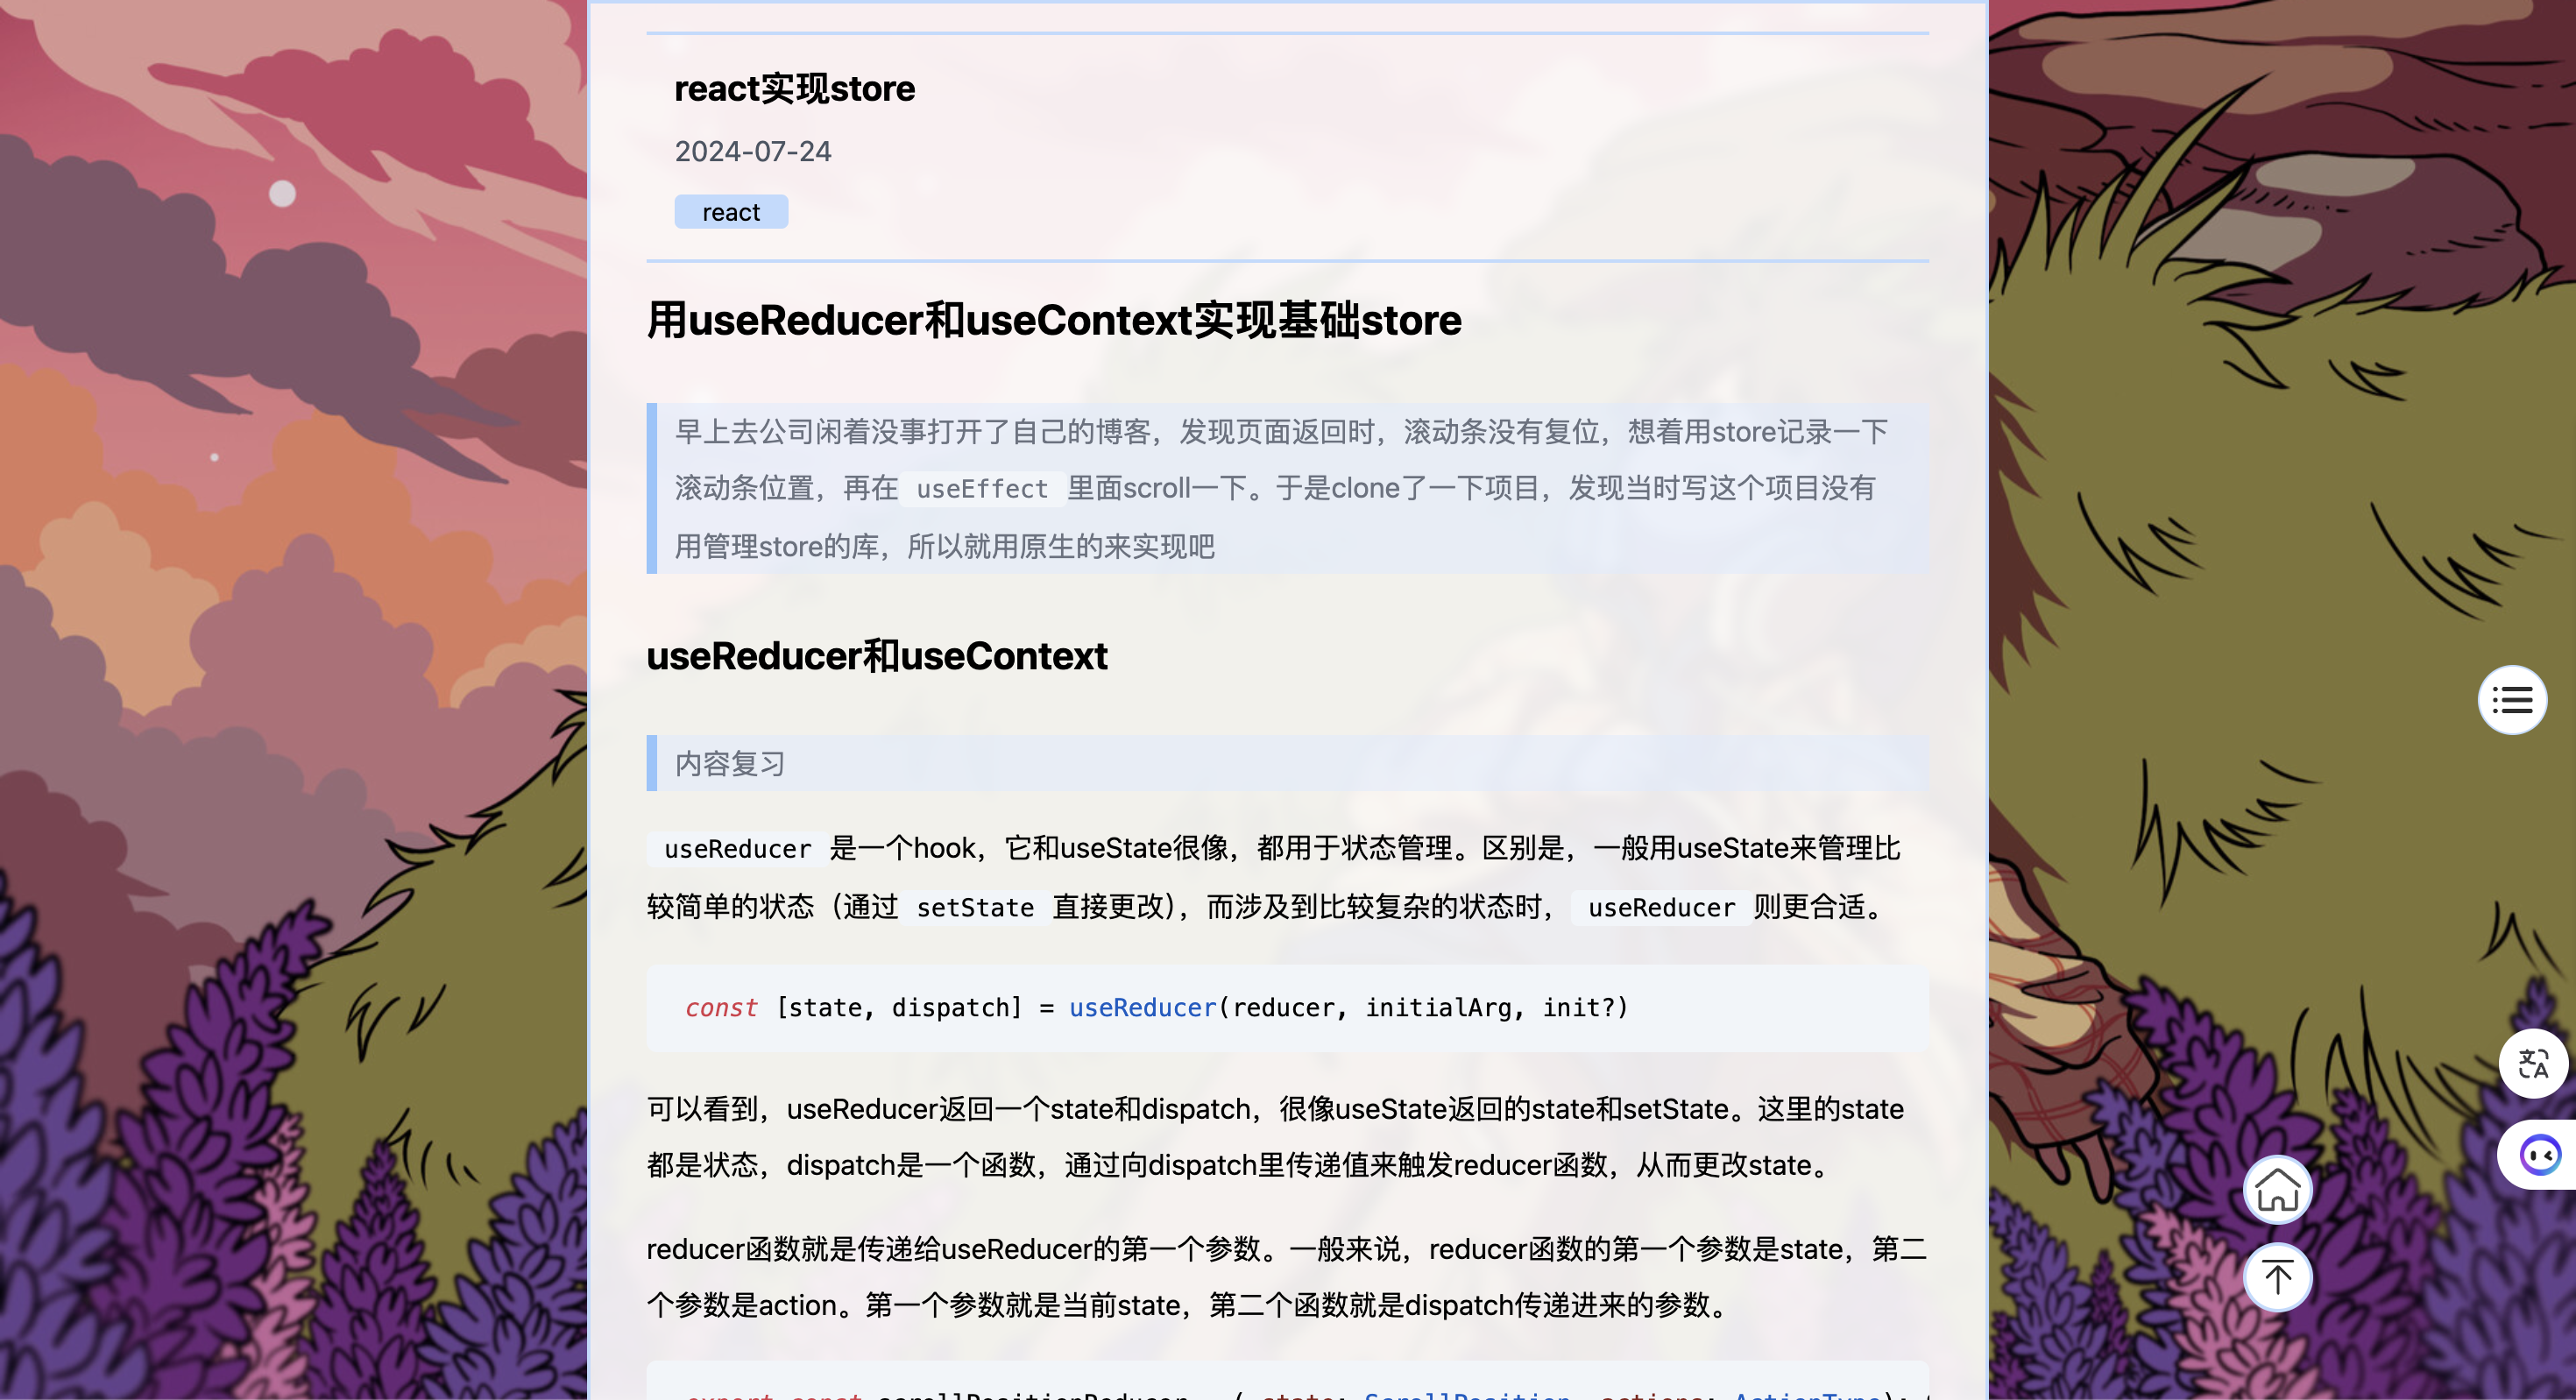 react实现store
2024-07-24
react
用useReducer和useContext实现基础store
早上去公司闲着没事打开了自己的博客，发现页面返回时，滚动条没有复位，想着用store记录一下
滚动条位置，再在 useEffect 里面scroll一下。于是clone了一下项目，发现当时写这个项目没有
用管理store的库，所以就用原生的来实现吧
useReducer和useContext
内容复习
useReducer 是一个hook，它和useState很像，都用于状态管理。区别是，一般用useState来管理比
较简单的状态（通过 setState 直接更改），而涉及到比较复杂的状态时， useReducer 则更合适。
const [state, dispatch] = useReducer(reducer, initialArg, init?)
可以看到，useReducer返回一个state和dispatch，很像useState返回的state和setState。这里的state
都是状态，dispatch是一个函数，通过向dispatch里传递值来触发reducer函数，从而更改state。
reducer函数就是传递给useReducer的第一个参数。一般来说，reducer函数的第一个参数是state，第二
个参数是action。第一个参数就是当前state，第二个函数就是dispatch传递进来的参数。
export const scrollPositionReducer = ( state: ScrollPosition, actions: ActionType):